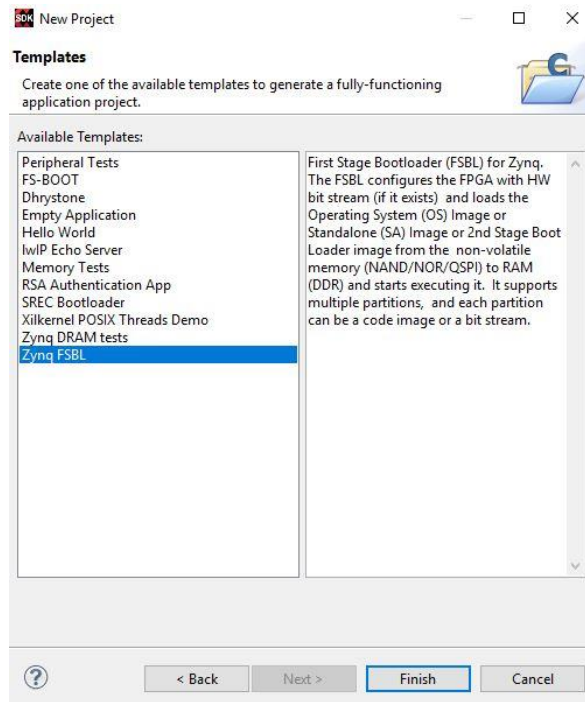 SDK New Project
Templates
Create one of the available templates to generate a fully-functioning
application project.
Available Templates:
Peripheral Tests
FS-BOOT
Dhrystone
Empty Application
Hello World
lwIP Echo Server
Memory Tests
RSA Authentication App
SREC Bootloader
Xilkernel POSIX Threads Demo
Zynq DRAM tests
Zynq FSBL
First Stage Bootloader (FSBL) for Zynq.
The FSBL configures the FPGA with HW
bit stream (if it exists)  and loads the
Operating System (OS) Image or
Standalone (SA) Image or 2nd Stage Boot
Loader image from the  non-volatile
memory (NAND/NOR/QSPI) to RAM
(DDR) and starts executing it.  It supports
multiple partitions, and each partition
can be a code image or a bit stream.
? < Back Next > Finish Cancel